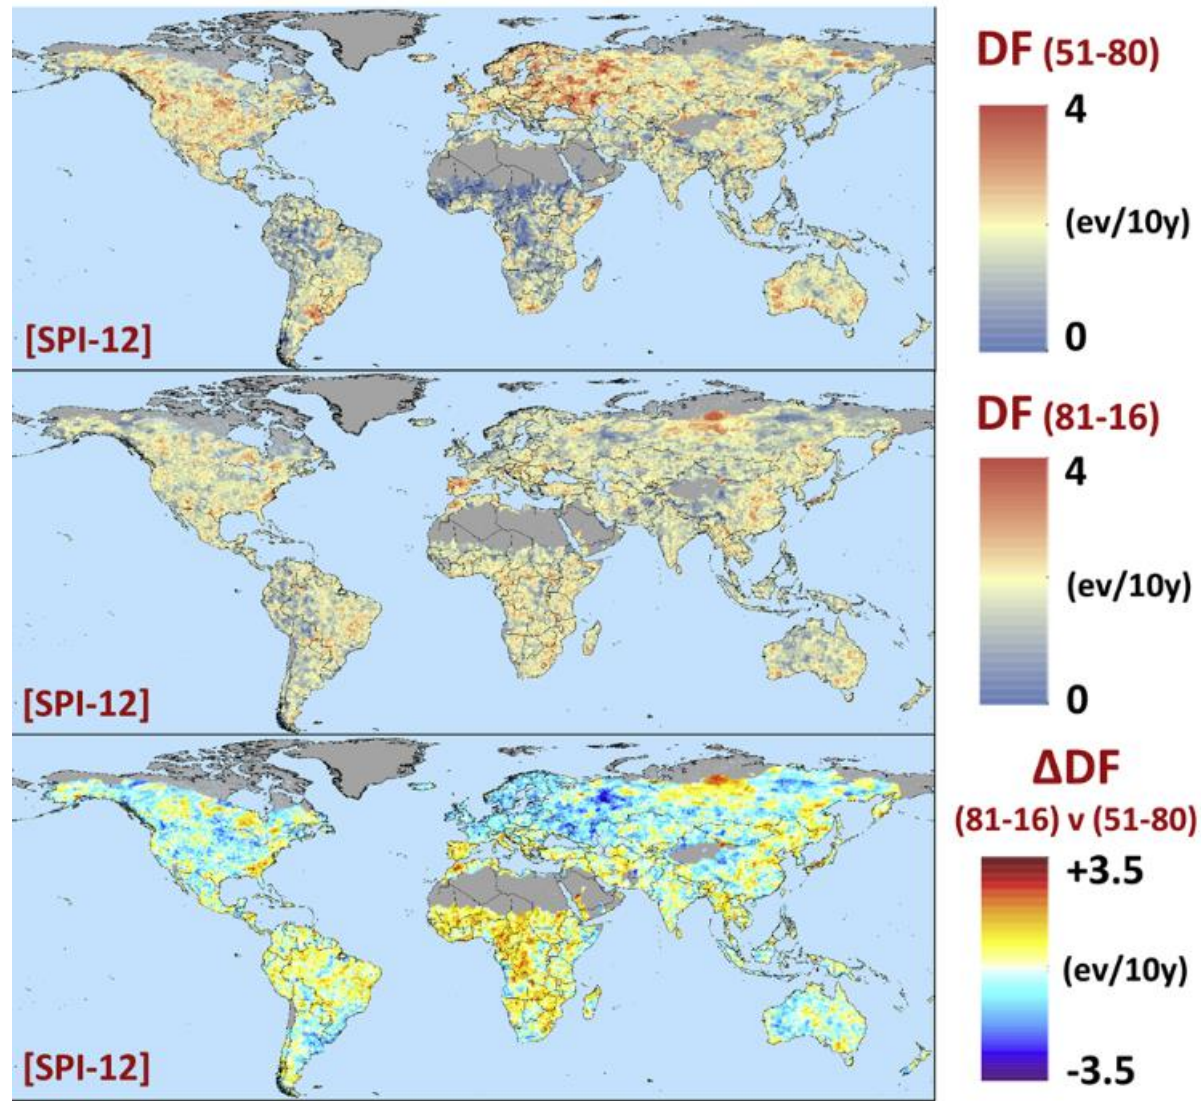 DF (51-80)
4
(ev/10y)
0
[SPI-12]
DF (81-16)
4
(ev/10y)
0
[SPI-12]
ΔDF
(81-16) v (51-80)
+3.5
(ev/10y)
-3.5
[SPI-12]